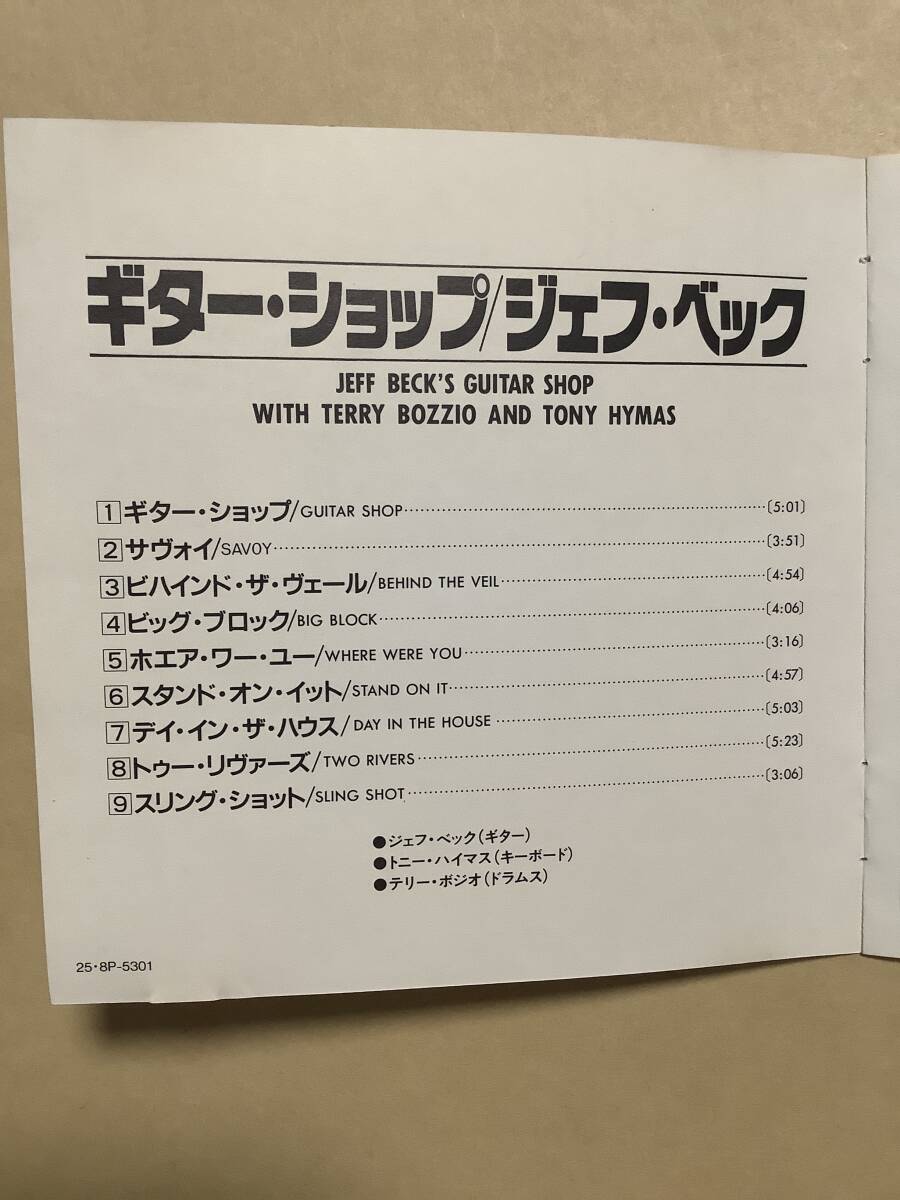 ギター・ショップ/ジェフ・ベック
JEFF BECK'S GUITAR SHOP
WITH TERRY BOZZIO AND TONY HYMAS
1 ギター・ショップ/GUITAR SHOP……〔5:01〕
2 サヴォイ/SAVOY……〔3:51〕
3 ビハインド・ザ・ヴェール/BEHIND THE VEIL……〔4:54〕
4 ビッグ・ブロック/BIG BLOCK……〔4:06〕
5 ホエア・ワー・ユー/WHERE WERE YOU……〔3:16〕
6 スタンド・オン・イット/STAND ON IT……〔4:57〕
7 デイ・イン・ザ・ハウス/DAY IN THE HOUSE……〔5:03〕
8 トゥー・リヴァーズ/TWO RIVERS……〔5:23〕
9 スリング・ショット/SLING SHOT……〔3:06〕
●ジェフ・ベック(ギター)
●トニー・ハイマス(キーボード)
●テリー・ボジオ(ドラムス)
25・8P-5301